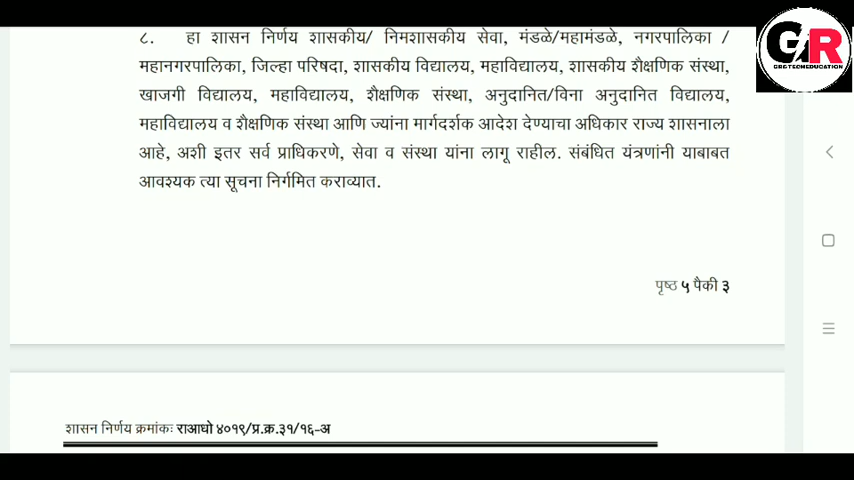 ८. हा शासन निर्णय शासकीय/ निमशासकीय सेवा, मंडळे/महामंडळे, नगरपालिका /
महानगरपालिका, जिल्हा परिषदा, शासकीय विद्यालय, महाविद्यालय, शासकीय शैक्षणिक संस्था,
खाजगी विद्यालय, महाविद्यालय, शैक्षणिक संस्था, अनुदानित/विना अनुदानित विद्यालय,
महाविद्यालय व शैक्षणिक संस्था आणि ज्यांना मार्गदर्शक आदेश देण्याचा अधिकार राज्य शासनाला
आहे, अशी इतर सर्व प्राधिकरणे, सेवा व संस्था यांना लागू राहील. संबंधित यंत्रणांनी याबाबत
आवश्यक त्या सूचना निर्गमित कराव्यात.
पृष्ठ ५ पैकी ३
शासन निर्णय क्रमांकः राआधो ४०१९/प्र.क्र.३१/१६-अ
GR
GR&TECHEDUCATION